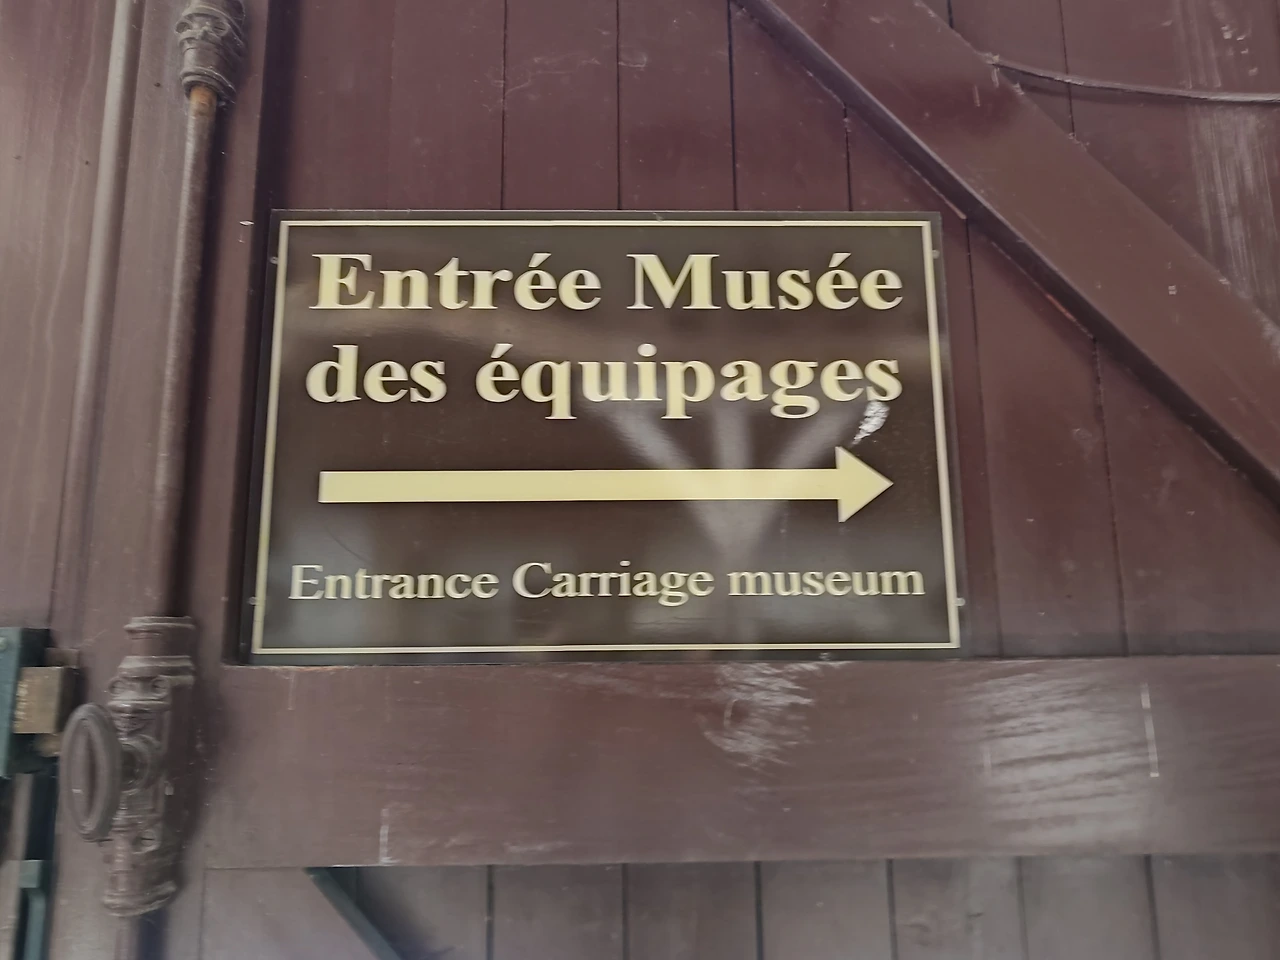 Entrée Musée
des équipages
Entrance Carriage museum